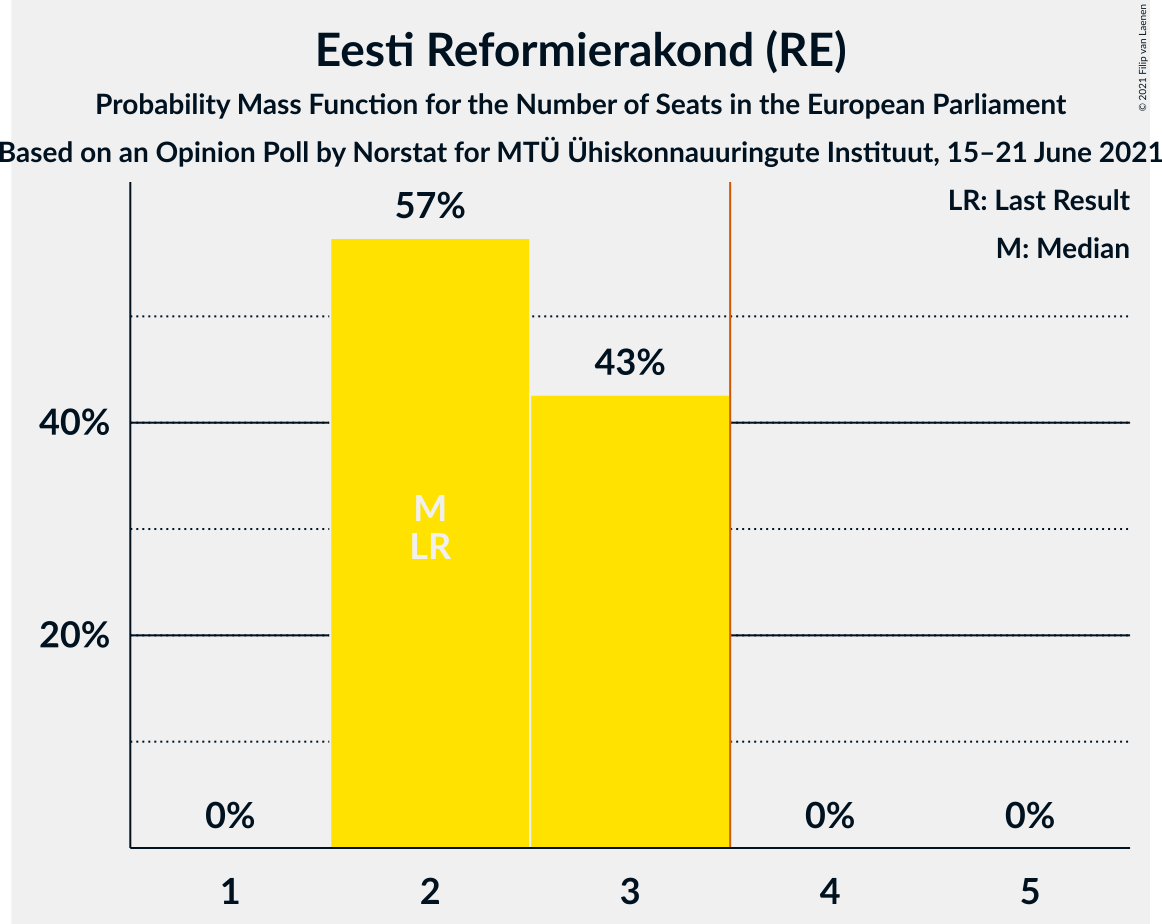 Eesti Reformierakond (RE)
Probability Mass Function for the Number of Seats in the European Parliament
Based on an Opinion Poll by Norstat for MTÜ Ühiskonnauuringute Instituut, 15–21 June 2021
© 2021 Filip van Laenen
LR: Last Result
M: Median
57%
43%
40%
M
LR
20%
0%
0%
0%
1
2
3
4
5